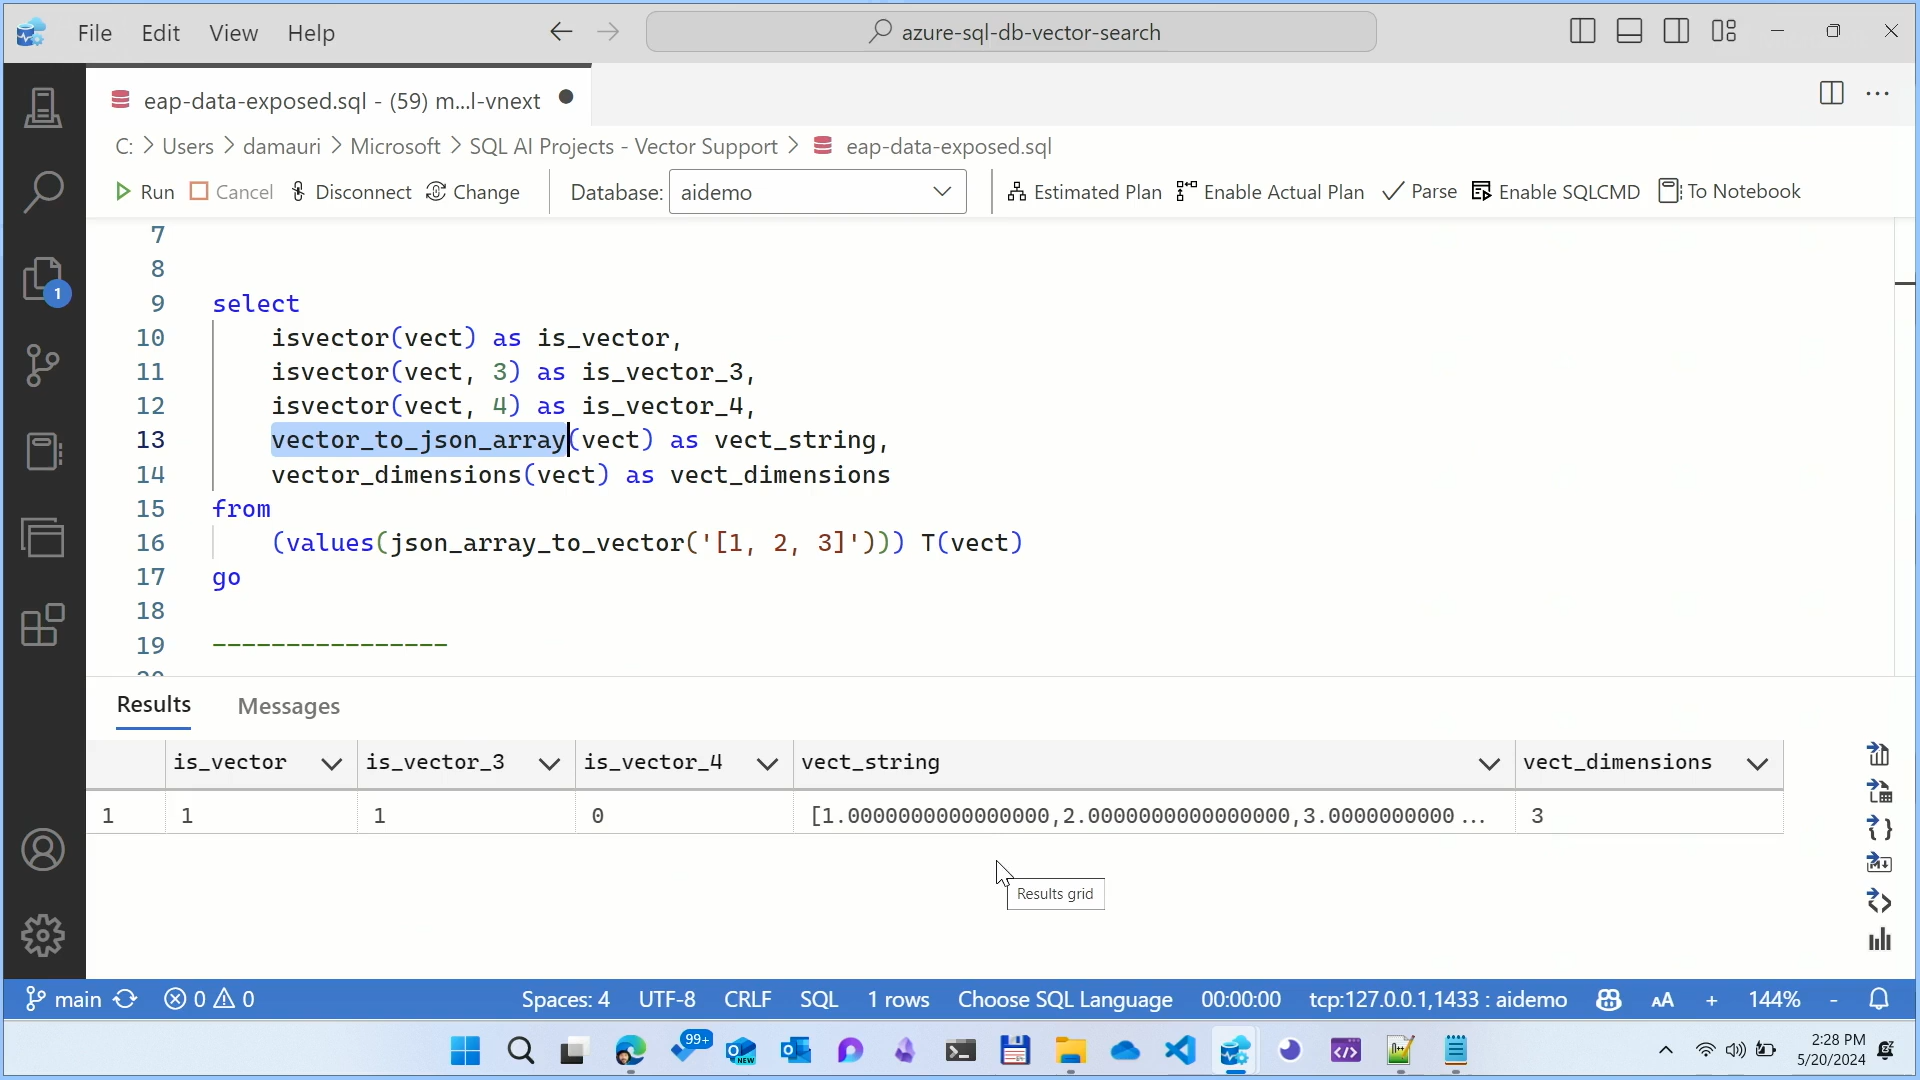 File Edit View Help azure-sql-db-vector-search
eap-data-exposed.sql - (59) m...l-vnext
C: > Users > damauri > Microsoft > SQL AI Projects - Vector Support > eap-data-exposed.sql
Run Cancel Disconnect Change Database: aidemo Estimated Plan Enable Actual Plan Parse Enable SQLCMD To Notebook
7
8
9 select
10 isvector(vect) as is_vector,
11 isvector(vect, 3) as is_vector_3,
12 isvector(vect, 4) as is_vector_4,
13 vector_to_json_array(vect) as vect_string,
14 vector_dimensions(vect) as vect_dimensions
15 from
16 (values(json_array_to_vector('[1, 2, 3]'))) T(vect)
17 go
18
19 ----------------
1
Results Messages
is_vector is_vector_3 is_vector_4 vect_string vect_dimensions
1 1 1 0 [1.0000000000000000,2.0000000000000000,3.0000000000... 3
Results grid
main 0 0 Spaces: 4 UTF-8 CRLF SQL 1 rows Choose SQL Language 00:00:00 tcp:127.0.0.1,1433 : aidemo AA + 144% -
99+ NEW 2:28 PM
5/20/2024